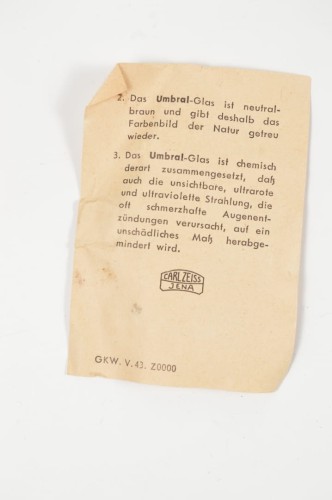 2. Das Umbral-Glas ist neutral-
braun und gibt deshalb das
Farbenbild der Natur getreu
wieder.
3. Das Umbral-Glas ist chemisch
derart zusammengesetzt, daß
auch die unsichtbare, ultrarote
und ultraviolette Strahlung, die
oft schmerzhafte Augenent-
zündungen verursacht, auf ein
unschädliches Maß herabge-
mindert wird.
CARL ZEISS
JENA
GKW. V. 43. Z0000